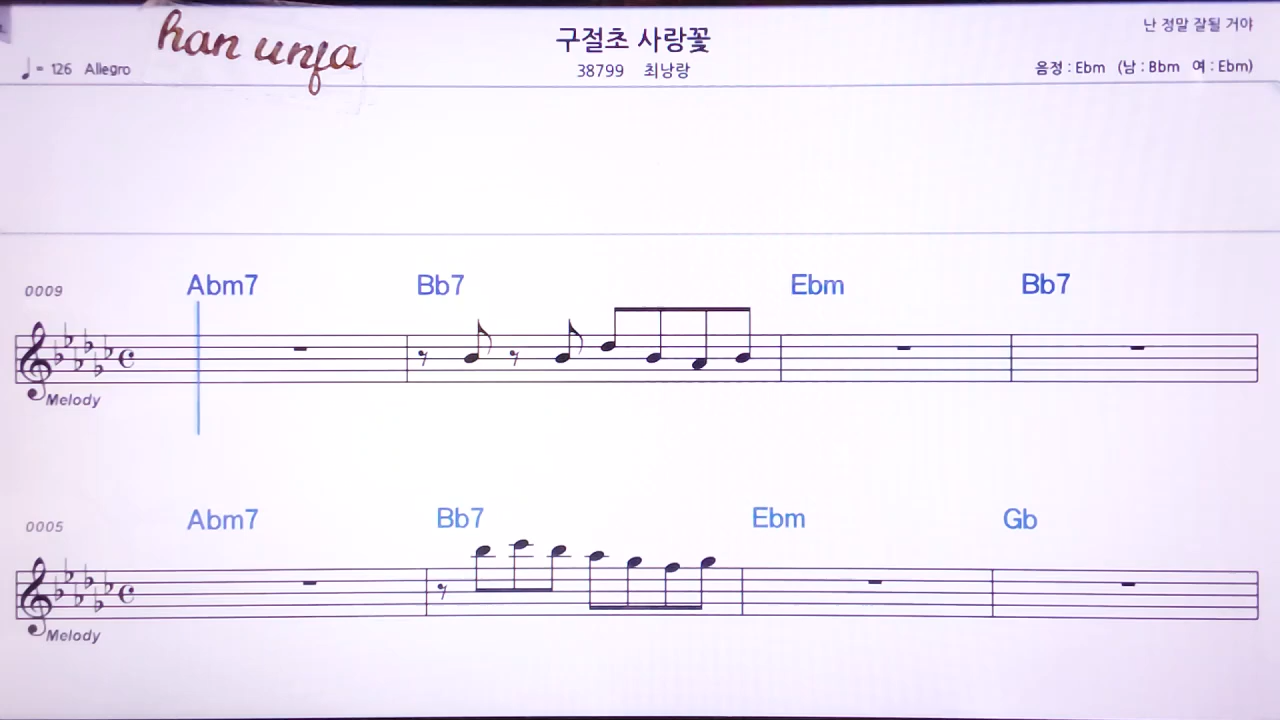 han unfa
구절초 사랑꽃
난 정말 잘될 거야
♩= 126 Allegro
38799 최낭랑
음정 : Ebm (남 : Bbm 여 : Ebm)
0009 Abm7 Bb7 Ebm Bb7
Melody
0005 Abm7 Bb7 Ebm Gb
Melody